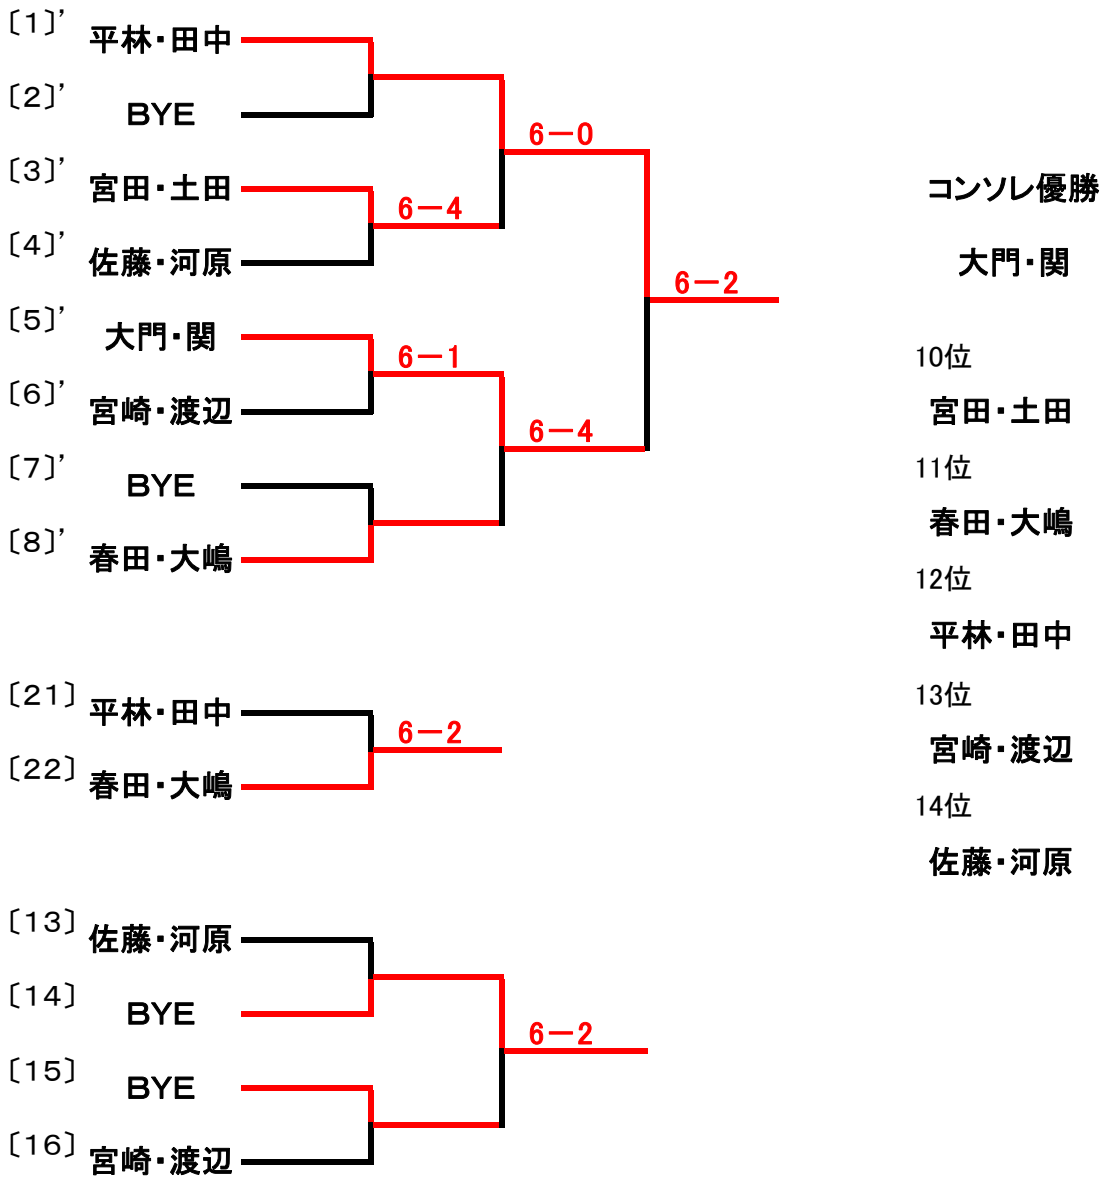 〔1〕’ 平林・田中
〔2〕’ BYE
6－0
〔3〕’ 宮田・土田
6－4
〔4〕’ 佐藤・河原
6－2
〔5〕’ 大門・関
6－1
〔6〕’ 宮崎・渡辺
6－4
〔7〕’ BYE
〔8〕’ 春田・大嶋
〔21〕 平林・田中
6－2
〔22〕 春田・大嶋
〔13〕 佐藤・河原
〔14〕 BYE
6－2
〔15〕 BYE
〔16〕 宮崎・渡辺
コンソレ優勝
大門・関
10位
宮田・土田
11位
春田・大嶋
12位
平林・田中
13位
宮崎・渡辺
14位
佐藤・河原